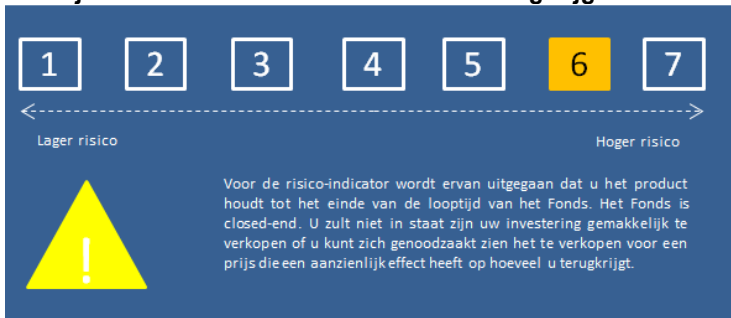 1 2 3 4 5 6 7
Lager risico Hoger risico
Voor de risico-indicator wordt ervan uitgegaan dat u het product
houdt tot het einde van de looptijd van het Fonds. Het Fonds is
closed-end. U zult niet in staat zijn uw investering gemakkelijk te
verkopen of u kunt zich genoodzaakt zien het te verkopen voor een
prijs die een aanzienlijk effect heeft op hoeveel u terugkrijgt.
!